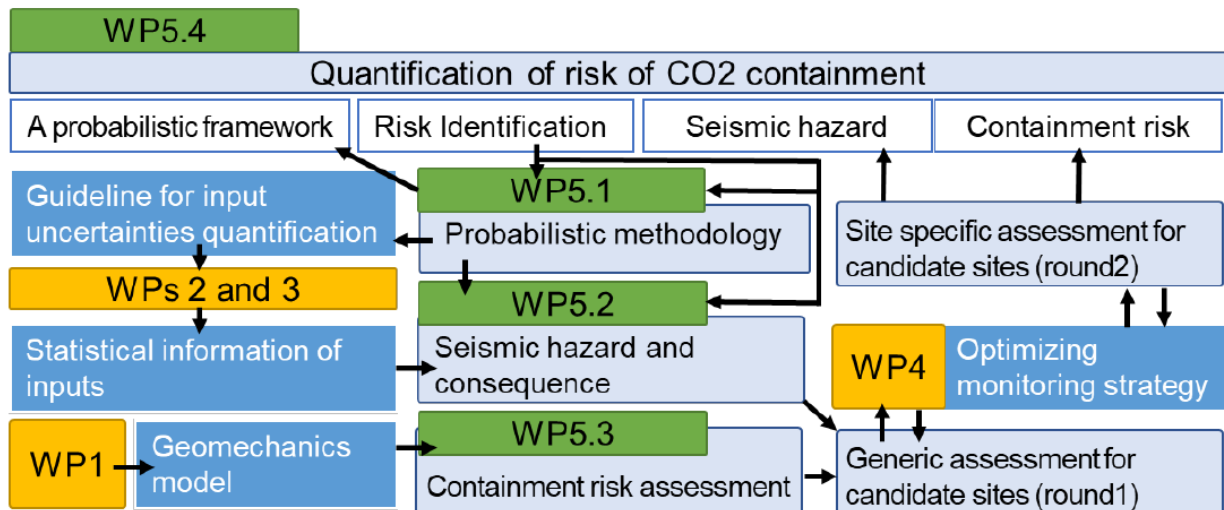 WP5.4
Quantification of risk of CO2 containment
A probabilistic framework
Risk Identification
Seismic hazard
Containment risk
Guideline for input
uncertainties quantification
WP5.1
Probabilistic methodology
Site specific assessment for
candidate sites (round2)
WPs 2 and 3
WP5.2
Seismic hazard and
consequence
Statistical information of
inputs
WP4
Optimizing
monitoring strategy
WP1
Geomechanics
model
WP5.3
Containment risk assessment
Generic assessment for
candidate sites (round1)